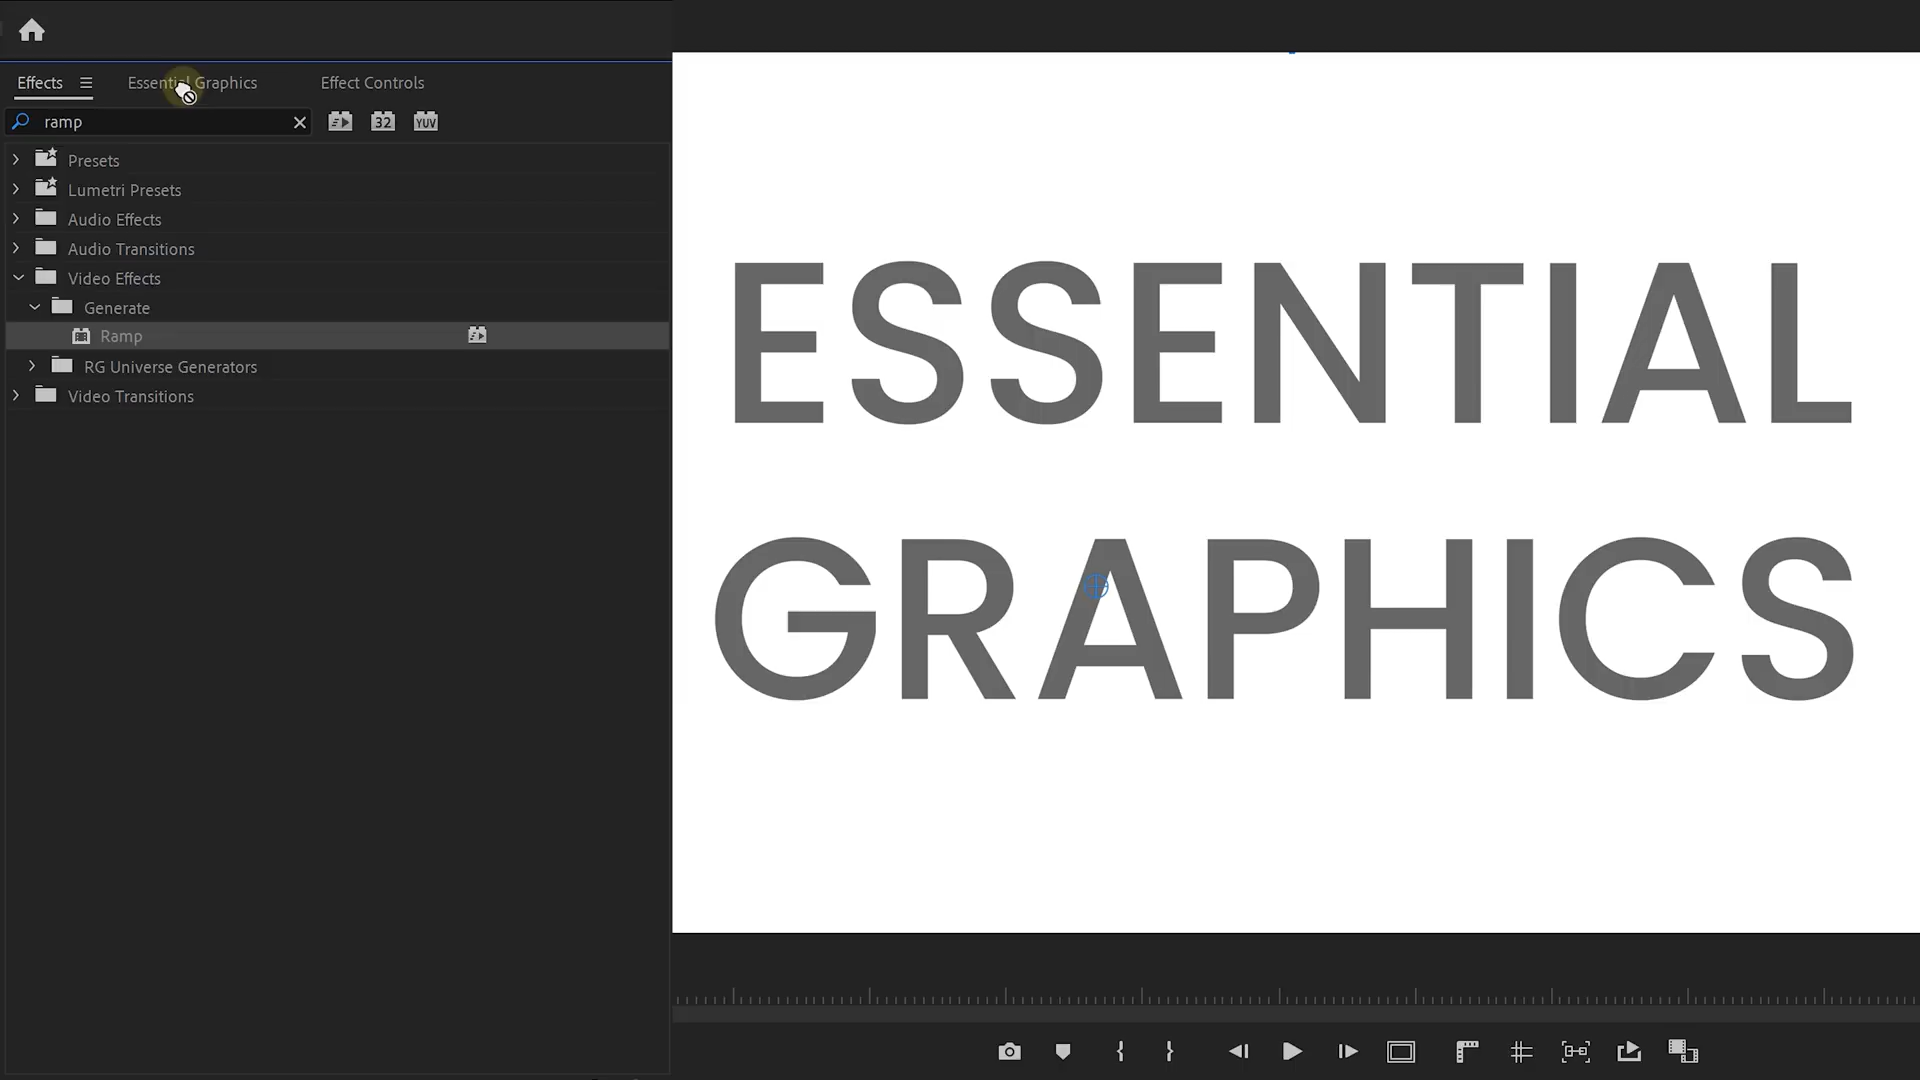 Effects
Essential Graphics
Effect Controls
ramp
32
YUV
Presets
Lumetri Presets
Audio Effects
Audio Transitions
Video Effects
Generate
Ramp
RG Universe Generators
Video Transitions
ESSENTIAL
GRAPHICS